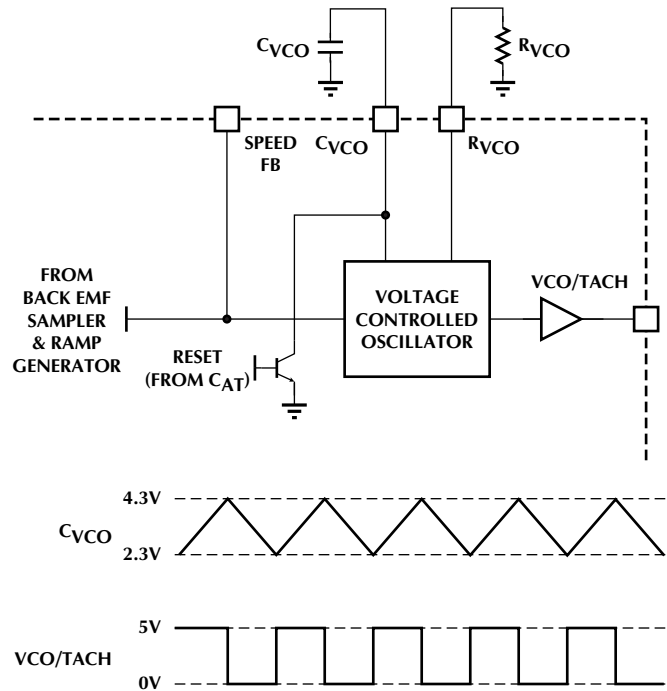 CVCO
RVCO
SPEED
FB
CVCO
RVCO
FROM
BACK EMF
SAMPLER
& RAMP
GENERATOR
VOLTAGE
CONTROLLED
OSCILLATOR
VCO/TACH
RESET
(FROM CAT)
4.3V
CVCO
2.3V
5V
VCO/TACH
0V